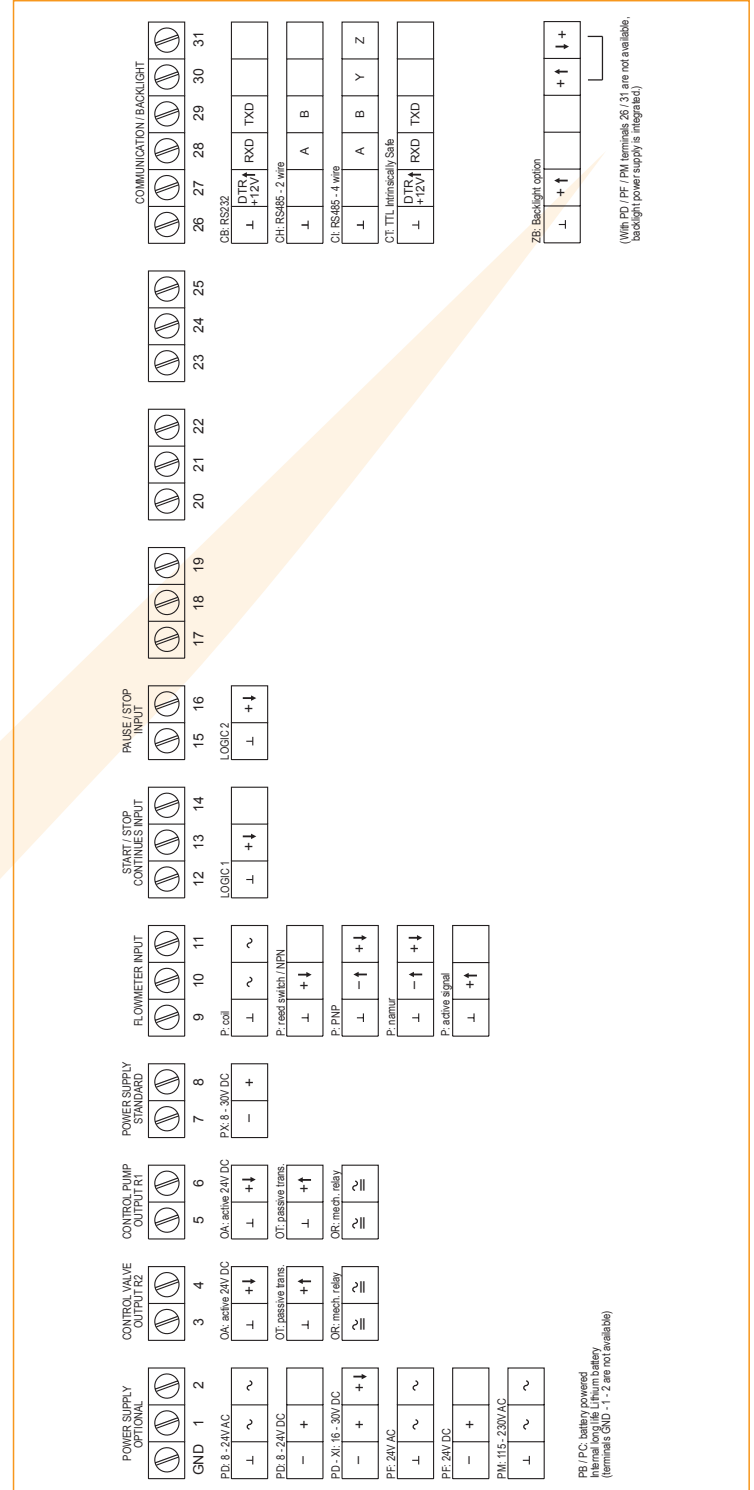 POWER SUPPLY
OPTIONAL
GND 1 2
PD: 8 - 24V AC
⊥ ~ ~
PD: 8 - 24V DC
− +
PD - XI: 16 - 30V DC
− + +↓
PF: 24V AC
⊥ ~ ~
PF: 24V DC
− +
PM: 115 - 230V AC
⊥ ~ ~
PB / PC: battery powered
Internal long life Lithium battery
(terminals GND - 1 - 2 are not available)
CONTROL VALVE
OUTPUT R2
3 4
OA: active 24V DC
⊥ +↓
OT: passive trans.
⊥ +↑
OR: mech. relay
~= ~=
CONTROL PUMP
OUTPUT R1
5 6
OA: active 24V DC
⊥ +↓
OT: passive trans.
⊥ +↑
OR: mech. relay
~= ~=
POWER SUPPLY
STANDARD
7 8
PX: 8 - 30V DC
− +
FLOWMETER INPUT
9 10 11
P: coil
⊥ ~ ~
P: reed switch / NPN
⊥ +↓
P: PNP
⊥ −↑ +↓
P: namur
⊥ −↑ +↓
P: active signal
⊥ +↑
START / STOP
CONTINUES INPUT
12 13 14
LOGIC 1
⊥ +↓
PAUSE / STOP
INPUT
15 16
LOGIC 2
⊥ +↓
17 18 19
20 21 22
23 24 25
COMMUNICATION / BACKLIGHT
26 27 28 29 30 31
CB: RS232
⊥ DTR +12V↑ RXD TXD
CH: RS485 - 2 wire
⊥ A B
CI: RS485 - 4 wire
⊥ A B Y Z
CT: TTL Intrinsically Safe
⊥ DTR +12V↑ RXD TXD
ZB: Backlight option
⊥ +↑ +↑ ↓+
(With PD / PF / PM terminals 26 / 31 are not available,
backlight power supply is integrated.)